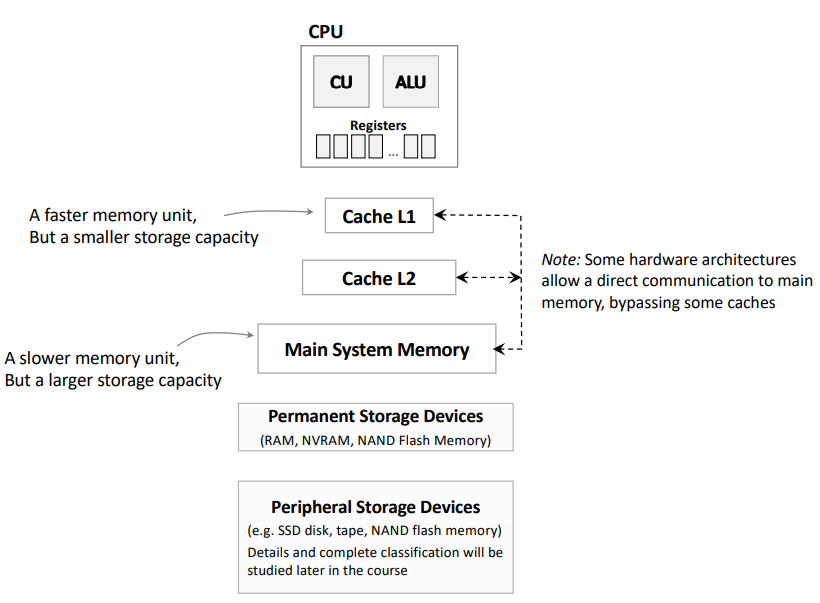 CPU
CU
ALU
Registers
...
A faster memory unit,
But a smaller storage capacity
Cache L1
Cache L2
Note: Some hardware architectures
allow a direct communication to main
memory, bypassing some caches
Main System Memory
A slower memory unit,
But a larger storage capacity
Permanent Storage Devices
(RAM, NVRAM, NAND Flash Memory)
Peripheral Storage Devices
(e.g. SSD disk, tape, NAND flash memory)
Details and complete classification will be
studied later in the course